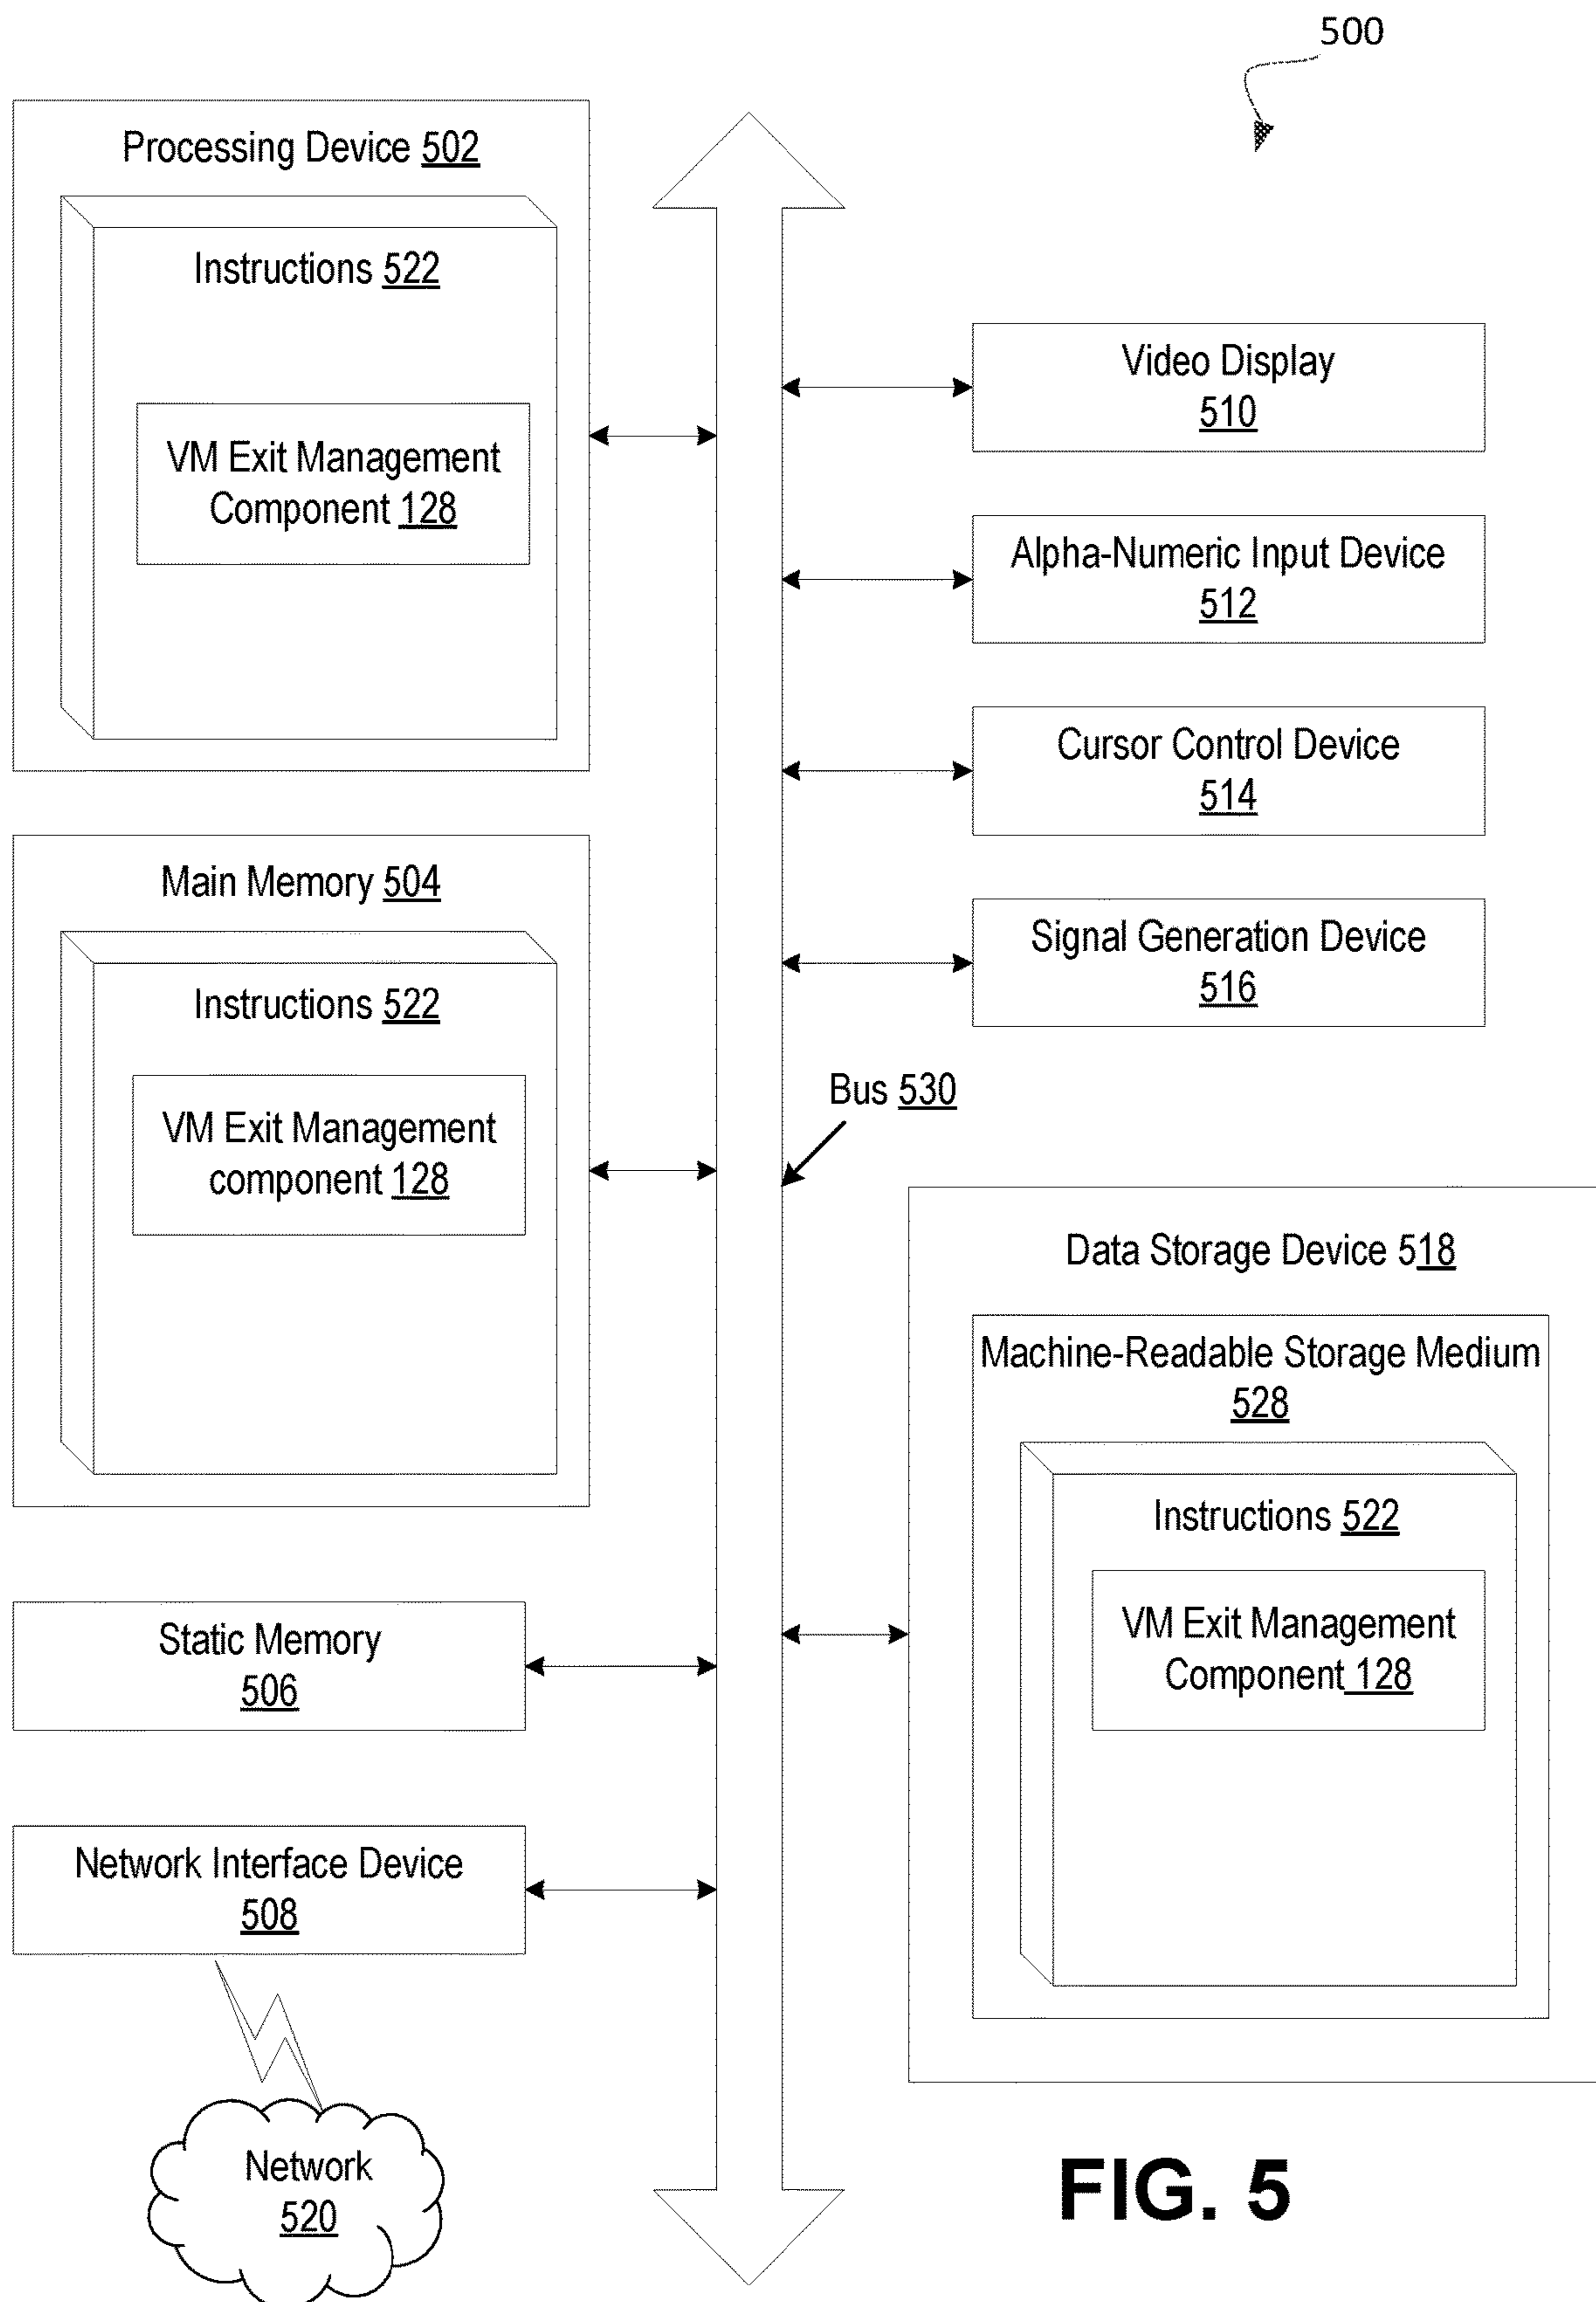 500
Processing Device 502
Instructions 522
VM Exit Management
Component 128
Main Memory 504
Instructions 522
VM Exit Management
component 128
Static Memory
506
Network Interface Device
508
Network
520
Video Display
510
Alpha-Numeric Input Device
512
Cursor Control Device
514
Signal Generation Device
516
Bus 530
Data Storage Device 518
Machine-Readable Storage Medium
528
Instructions 522
VM Exit Management
Component 128
FIG. 5